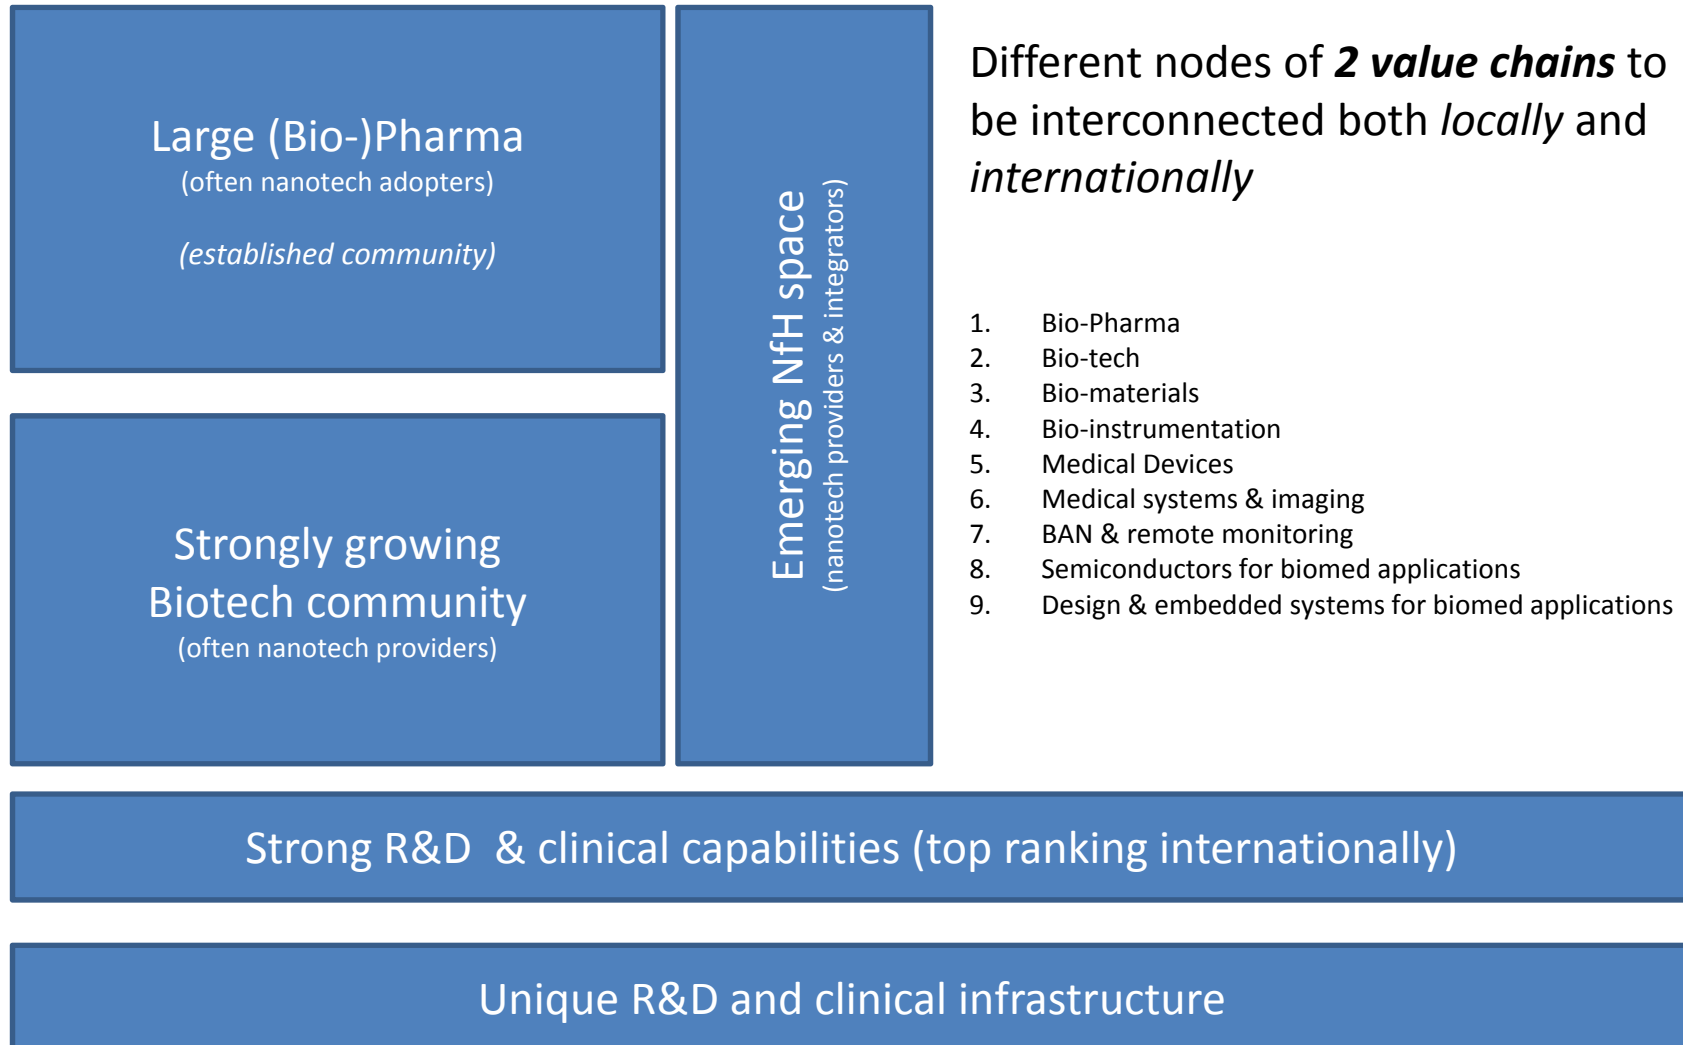 Large (Bio-)Pharma
(often nanotech adopters)
(established community)
Strongly growing
Biotech community
(often nanotech providers)
Emerging NfH space
(nanotech providers & integrators)
Different nodes of 2 value chains to
be interconnected both locally and
internationally
1. Bio-Pharma
2. Bio-tech
3. Bio-materials
4. Bio-instrumentation
5. Medical Devices
6. Medical systems & imaging
7. BAN & remote monitoring
8. Semiconductors for biomed applications
9. Design & embedded systems for biomed applications
Strong R&D & clinical capabilities (top ranking internationally)
Unique R&D and clinical infrastructure